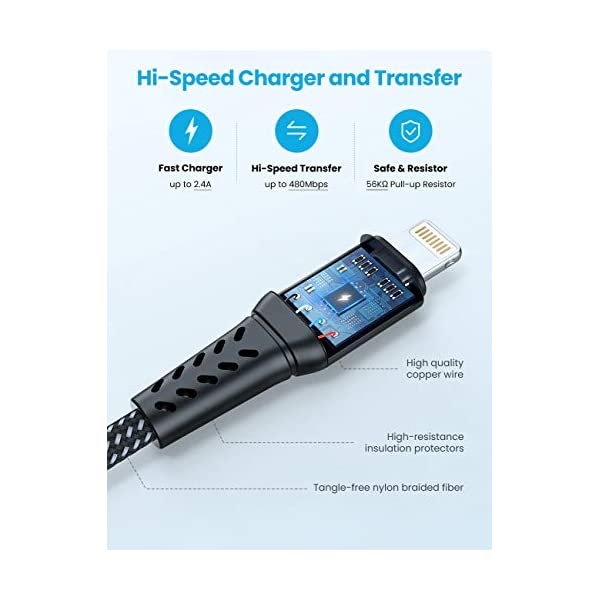 Hi-Speed Charger and Transfer
Fast Charger
up to 2.4A
Hi-Speed Transfer
up to 480Mbps
Safe & Resistor
56KΩ Pull-up Resistor
High quality
copper wire
High-resistance
insulation protectors
Tangle-free nylon braided fiber